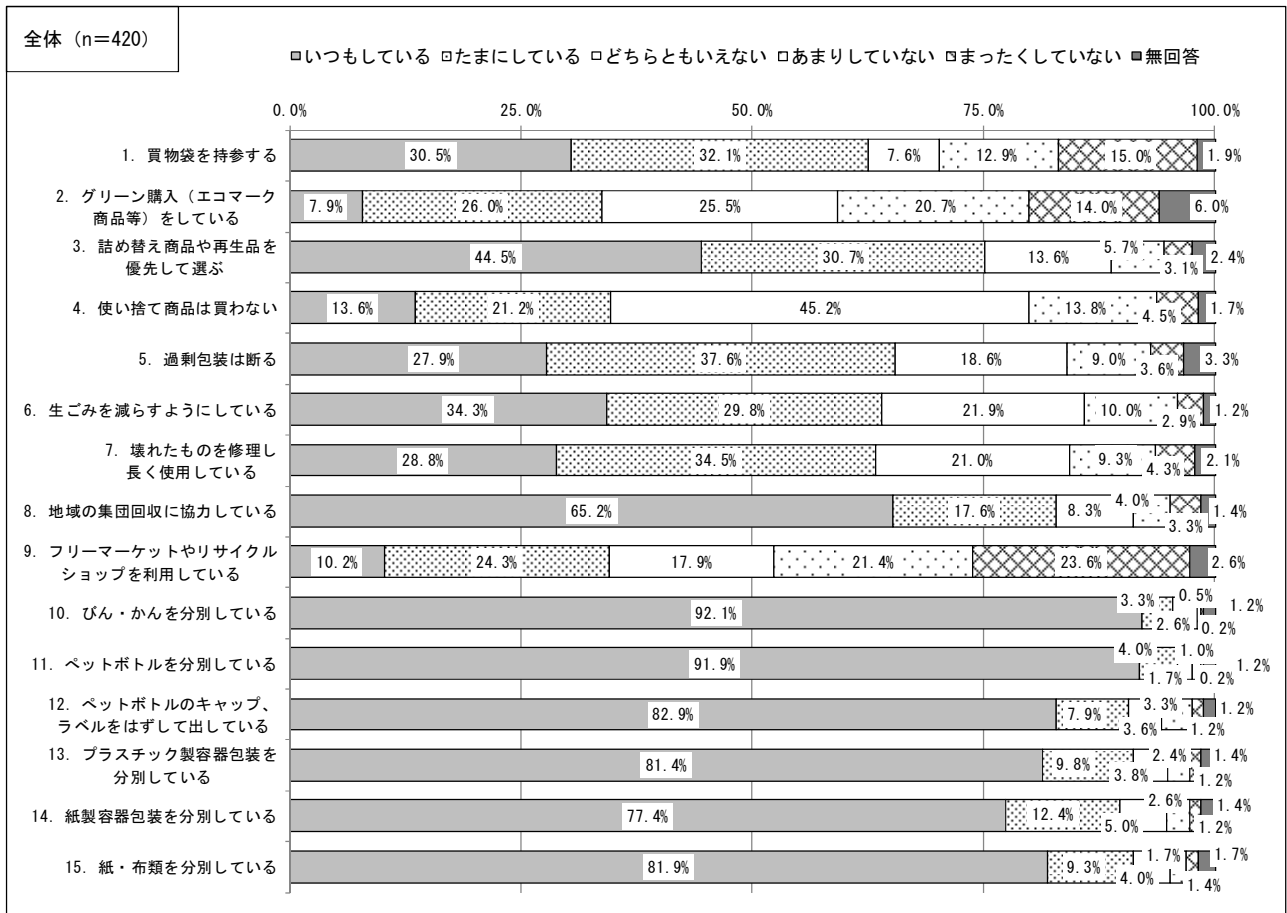 全体（n＝420）
いつもしている たまにしている どちらともいえない あまりしていない まったくしていない 無回答
0.0% 25.0% 50.0% 75.0% 100.0%
1. 買物袋を持参する
30.5% 32.1% 7.6% 12.9% 15.0% 1.9%
2. グリーン購入（エコマーク
商品等）をしている
7.9% 26.0% 25.5% 20.7% 14.0% 6.0%
3. 詰め替え商品や再生品を
優先して選ぶ
44.5% 30.7% 13.6% 5.7% 3.1% 2.4%
4. 使い捨て商品は買わない
13.6% 21.2% 45.2% 13.8% 4.5% 1.7%
5. 過剰包装は断る
27.9% 37.6% 18.6% 9.0% 3.6% 3.3%
6. 生ごみを減らすようにしている
34.3% 29.8% 21.9% 10.0% 2.9% 1.2%
7. 壊れたものを修理し
長く使用している
28.8% 34.5% 21.0% 9.3% 4.3% 2.1%
8. 地域の集団回収に協力している
65.2% 17.6% 8.3% 4.0% 3.3% 1.4%
9. フリーマーケットやリサイクル
ショップを利用している
10.2% 24.3% 17.9% 21.4% 23.6% 2.6%
10. びん・かんを分別している
92.1% 3.3% 2.6% 0.5% 0.2% 1.2%
11. ペットボトルを分別している
91.9% 4.0% 1.7% 1.0% 0.2% 1.2%
12. ペットボトルのキャップ、
ラベルをはずして出している
82.9% 7.9% 3.6% 3.3% 1.2% 1.2%
13. プラスチック製容器包装を
分別している
81.4% 9.8% 3.8% 2.4% 1.2% 1.4%
14. 紙製容器包装を分別している
77.4% 12.4% 5.0% 2.6% 1.2% 1.4%
15. 紙・布類を分別している
81.9% 9.3% 4.0% 1.7% 1.4% 1.7%